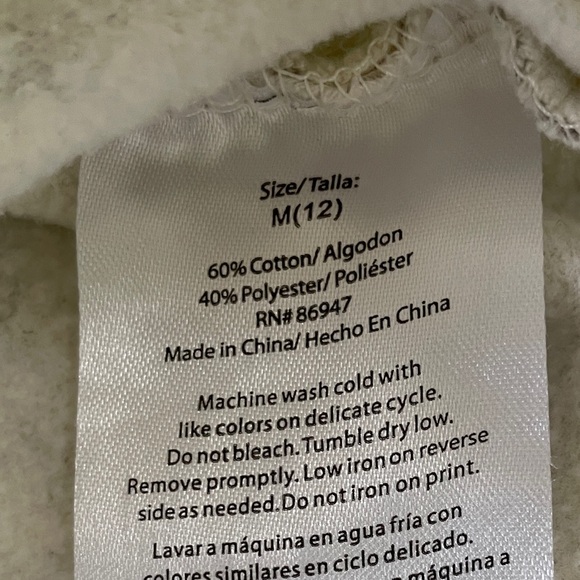 Size/Talla:
M(12)
60% Cotton/ Algodon
40% Polyester/ Poliéster
RN# 86947
Made in China/ Hecho En China
Machine wash cold with
like colors on delicate cycle.
Do not bleach. Tumble dry low.
Remove promptly. Low iron on reverse
side as needed. Do not iron on print.
Lavar a máquina en agua fría con
colores similares en ciclo delicado.
máquina a